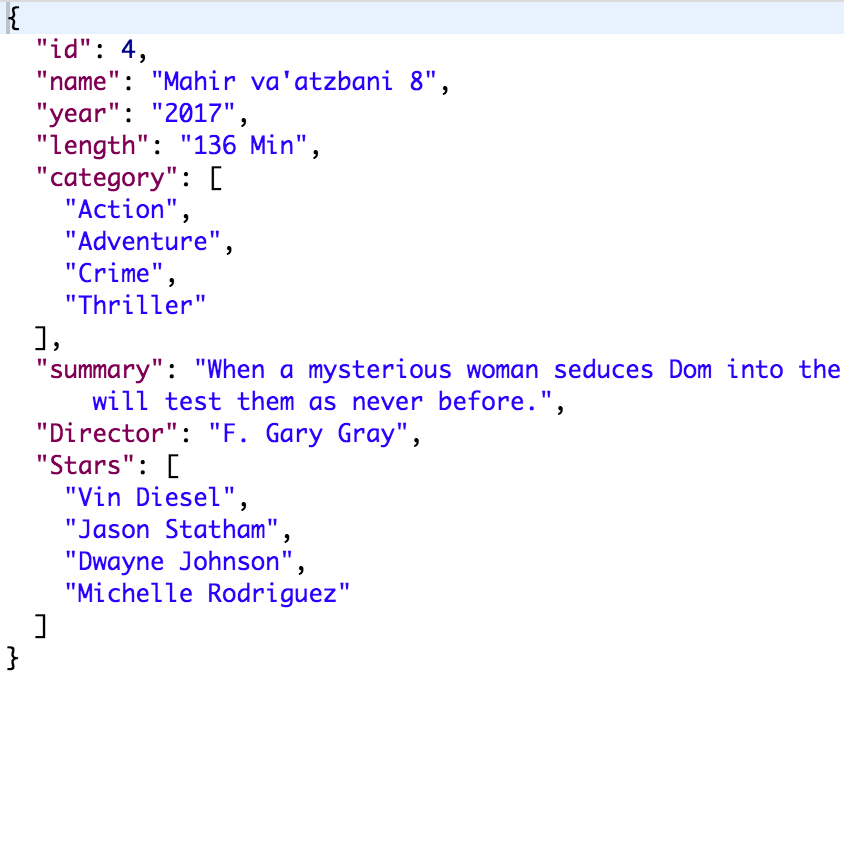 {
  "id": 4,
  "name": "Mahir va'atzbani 8",
  "year": "2017",
  "length": "136 Min",
  "category": [
    "Action",
    "Adventure",
    "Crime",
    "Thriller"
  ],
  "summary": "When a mysterious woman seduces Dom into the
      will test them as never before.",
  "Director": "F. Gary Gray",
  "Stars": [
    "Vin Diesel",
    "Jason Statham",
    "Dwayne Johnson",
    "Michelle Rodriguez"
  ]
}